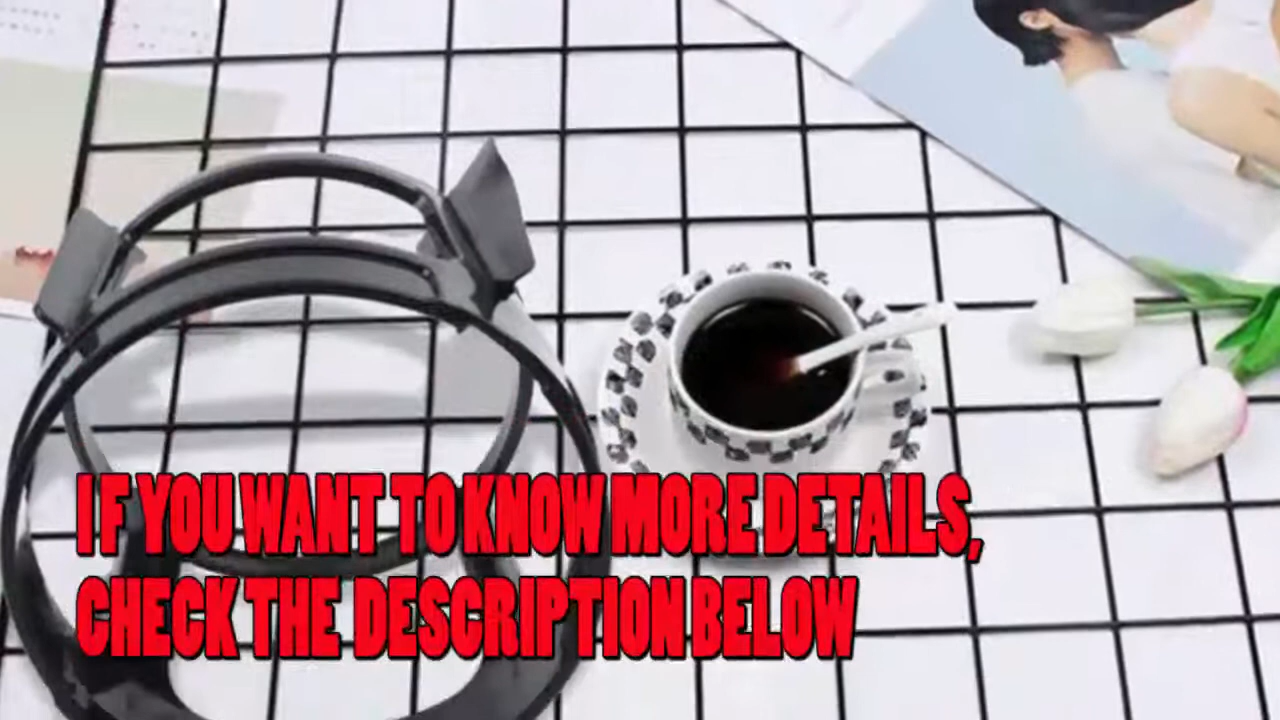 IF YOU WANT TO KNOW MORE DETAILS,
CHECK THE DESCRIPTION BELOW